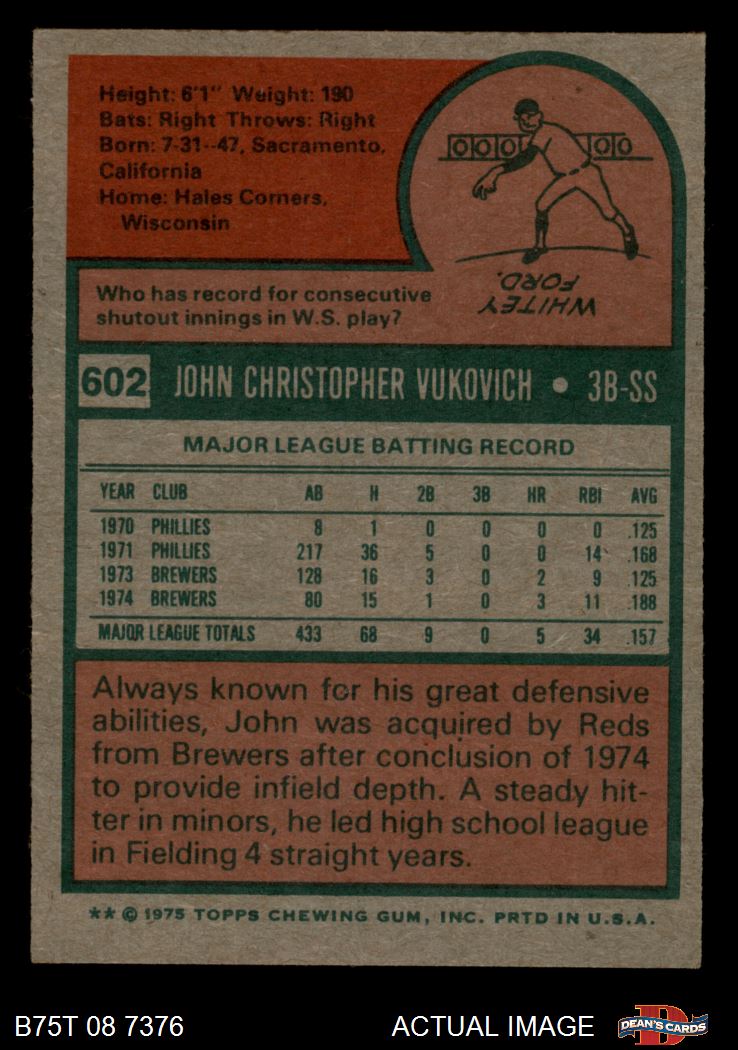 Height: 6'1" Weight: 190
Bats: Right Throws: Right
Born: 7-31-47, Sacramento,
California
Home: Hales Corners,
Wisconsin
WHITEY
FORD.
Who has record for consecutive
shutout innings in W.S. play?
602 JOHN CHRISTOPHER VUKOVICH • 3B-SS
MAJOR LEAGUE BATTING RECORD
YEAR CLUB AB H 2B 3B HR RBI AVG
1970 PHILLIES 8 1 0 0 0 0 .125
1971 PHILLIES 217 36 5 0 0 14 .168
1973 BREWERS 128 16 3 0 2 9 .125
1974 BREWERS 80 15 1 0 3 11 .188
MAJOR LEAGUE TOTALS 433 68 9 0 5 34 .157
Always known for his great defensive
abilities, John was acquired by Reds
from Brewers after conclusion of 1974
to provide infield depth. A steady hit-
ter in minors, he led high school league
in Fielding 4 straight years.
** © 1975 TOPPS CHEWING GUM, INC. PRTD IN U.S.A.
B75T 08 7376 ACTUAL IMAGE DEAN'S CARDS